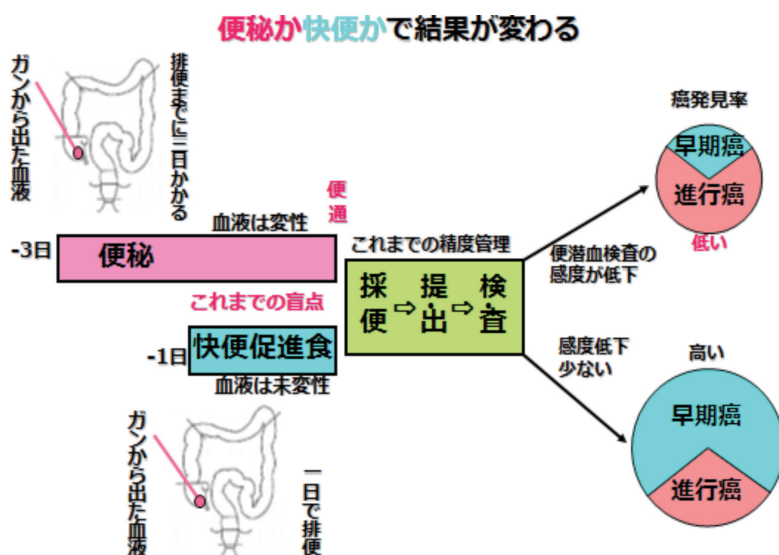 便秘か快便かで結果が変わる
ガンから出た血液
排便までに三日かかる
便通
血液は変性
-3日
便秘
これまでの盲点
-1日
快便促進食
血液は未変性
ガンから出た血液
一日で排便
これまでの精度管理
採便⇨提出⇨検査
便潜血検査の
感度が低下
感度低下
少ない
癌発見率
早期癌
進行癌
低い
高い
早期癌
進行癌